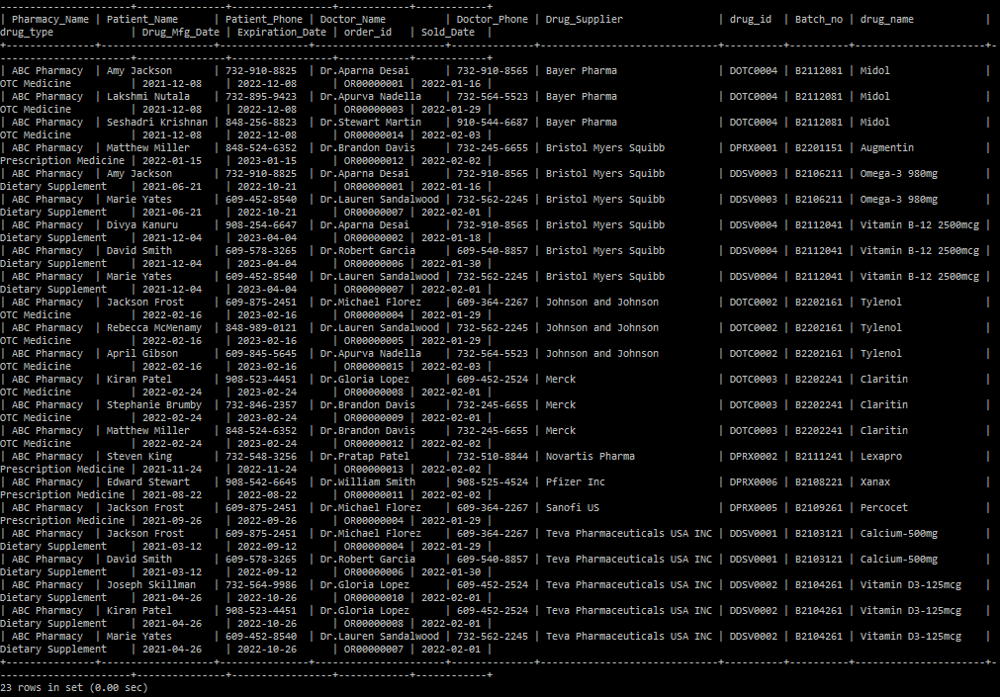 ----------------------+---------------+------------------+------------+------------+
| Pharmacy_Name | Patient_Name | Patient_Phone | Doctor_Name | Doctor_Phone | Drug_Supplier | drug_id | Batch_no | drug_name |
drug_type | Drug_Mfg_Date | Expiration_Date | order_id | Sold_Date |
+---------------+-------------------+---------------+----------------------+--------------+------------------------------+----------+----------+----------------------+-
----------------------+---------------+------------------+------------+------------+
| ABC Pharmacy | Amy Jackson | 732-910-8825 | Dr.Aparna Desai | 732-910-8565 | Bayer Pharma | DOTC0004 | B2112081 | Midol |
OTC Medicine | 2021-12-08 | 2022-12-08 | OR00000001 | 2022-01-16 |
| ABC Pharmacy | Lakshmi Nutala | 732-895-9423 | Dr.Apurva Nadella | 732-564-5523 | Bayer Pharma | DOTC0004 | B2112081 | Midol |
OTC Medicine | 2021-12-08 | 2022-12-08 | OR00000003 | 2022-01-29 |
| ABC Pharmacy | Seshadri Krishnan | 848-256-8823 | Dr.Stewart Martin | 910-544-6687 | Bayer Pharma | DOTC0004 | B2112081 | Midol |
OTC Medicine | 2021-12-08 | 2022-12-08 | OR00000014 | 2022-02-03 |
| ABC Pharmacy | Matthew Miller | 848-524-6352 | Dr.Brandon Davis | 732-245-6655 | Bristol Myers Squibb | DPRX0001 | B2201151 | Augmentin |
Prescription Medicine | 2022-01-15 | 2023-01-15 | OR00000012 | 2022-02-02 |
| ABC Pharmacy | Amy Jackson | 732-910-8825 | Dr.Aparna Desai | 732-910-8565 | Bristol Myers Squibb | DDSV0003 | B2106211 | Omega-3 980mg |
Dietary Supplement | 2021-06-21 | 2022-10-21 | OR00000001 | 2022-01-16 |
| ABC Pharmacy | Marie Yates | 609-452-8540 | Dr.Lauren Sandalwood | 732-562-2245 | Bristol Myers Squibb | DDSV0003 | B2106211 | Omega-3 980mg |
Dietary Supplement | 2021-06-21 | 2022-10-21 | OR00000007 | 2022-02-01 |
| ABC Pharmacy | Divya Kanuru | 908-254-6647 | Dr.Aparna Desai | 732-910-8565 | Bristol Myers Squibb | DDSV0004 | B2112041 | Vitamin B-12 2500mcg |
Dietary Supplement | 2021-12-04 | 2023-04-04 | OR00000002 | 2022-01-18 |
| ABC Pharmacy | David Smith | 609-578-3265 | Dr.Robert Garcia | 609-540-8857 | Bristol Myers Squibb | DDSV0004 | B2112041 | Vitamin B-12 2500mcg |
Dietary Supplement | 2021-12-04 | 2023-04-04 | OR00000006 | 2022-01-30 |
| ABC Pharmacy | Marie Yates | 609-452-8540 | Dr.Lauren Sandalwood | 732-562-2245 | Bristol Myers Squibb | DDSV0004 | B2112041 | Vitamin B-12 2500mcg |
Dietary Supplement | 2021-12-04 | 2023-04-04 | OR00000007 | 2022-02-01 |
| ABC Pharmacy | Jackson Frost | 609-875-2451 | Dr.Michael Florez | 609-364-2267 | Johnson and Johnson | DOTC0002 | B2202161 | Tylenol |
OTC Medicine | 2022-02-16 | 2023-02-16 | OR00000004 | 2022-01-29 |
| ABC Pharmacy | Rebecca McMenamy | 848-989-0121 | Dr.Lauren Sandalwood | 732-562-2245 | Johnson and Johnson | DOTC0002 | B2202161 | Tylenol |
OTC Medicine | 2022-02-16 | 2023-02-16 | OR00000005 | 2022-01-29 |
| ABC Pharmacy | April Gibson | 609-845-5645 | Dr.Apurva Nadella | 732-564-5523 | Johnson and Johnson | DOTC0002 | B2202161 | Tylenol |
OTC Medicine | 2022-02-16 | 2023-02-16 | OR00000015 | 2022-02-03 |
| ABC Pharmacy | Kiran Patel | 908-523-4451 | Dr.Gloria Lopez | 609-452-2524 | Merck | DOTC0003 | B2202241 | Claritin |
OTC Medicine | 2022-02-24 | 2023-02-24 | OR00000008 | 2022-02-01 |
| ABC Pharmacy | Stephanie Brumby | 732-846-2357 | Dr.Brandon Davis | 732-245-6655 | Merck | DOTC0003 | B2202241 | Claritin |
OTC Medicine | 2022-02-24 | 2023-02-24 | OR00000009 | 2022-02-01 |
| ABC Pharmacy | Matthew Miller | 848-524-6352 | Dr.Brandon Davis | 732-245-6655 | Merck | DOTC0003 | B2202241 | Claritin |
OTC Medicine | 2022-02-24 | 2023-02-24 | OR00000012 | 2022-02-02 |
| ABC Pharmacy | Steven King | 732-548-3256 | Dr.Pratap Patel | 732-510-8844 | Novartis Pharma | DPRX0002 | B2111241 | Lexapro |
Prescription Medicine | 2021-11-24 | 2022-11-24 | OR00000013 | 2022-02-02 |
| ABC Pharmacy | Edward Stewart | 908-542-6645 | Dr.William Smith | 908-525-4524 | Pfizer Inc | DPRX0006 | B2108221 | Xanax |
Prescription Medicine | 2021-08-22 | 2022-08-22 | OR00000011 | 2022-02-02 |
| ABC Pharmacy | Jackson Frost | 609-875-2451 | Dr.Michael Florez | 609-364-2267 | Sanofi US | DPRX0005 | B2109261 | Percocet |
Prescription Medicine | 2021-09-26 | 2022-09-26 | OR00000004 | 2022-01-29 |
| ABC Pharmacy | Jackson Frost | 609-875-2451 | Dr.Michael Florez | 609-364-2267 | Teva Pharmaceuticals USA INC | DDSV0001 | B2103121 | Calcium-500mg |
Dietary Supplement | 2021-03-12 | 2022-09-12 | OR00000004 | 2022-01-29 |
| ABC Pharmacy | David Smith | 609-578-3265 | Dr.Robert Garcia | 609-540-8857 | Teva Pharmaceuticals USA INC | DDSV0001 | B2103121 | Calcium-500mg |
Dietary Supplement | 2021-03-12 | 2022-09-12 | OR00000006 | 2022-01-30 |
| ABC Pharmacy | Joseph Skillman | 732-564-9986 | Dr.Gloria Lopez | 609-452-2524 | Teva Pharmaceuticals USA INC | DDSV0002 | B2104261 | Vitamin D3-125mcg |
Dietary Supplement | 2021-04-26 | 2022-10-26 | OR00000010 | 2022-02-01 |
| ABC Pharmacy | Kiran Patel | 908-523-4451 | Dr.Gloria Lopez | 609-452-2524 | Teva Pharmaceuticals USA INC | DDSV0002 | B2104261 | Vitamin D3-125mcg |
Dietary Supplement | 2021-04-26 | 2022-10-26 | OR00000008 | 2022-02-01 |
| ABC Pharmacy | Marie Yates | 609-452-8540 | Dr.Lauren Sandalwood | 732-562-2245 | Teva Pharmaceuticals USA INC | DDSV0002 | B2104261 | Vitamin D3-125mcg |
Dietary Supplement | 2021-04-26 | 2022-10-26 | OR00000007 | 2022-02-01 |
+---------------+-------------------+---------------+----------------------+--------------+------------------------------+----------+----------+----------------------+-
----------------------+---------------+------------------+------------+------------+
23 rows in set (0.00 sec)